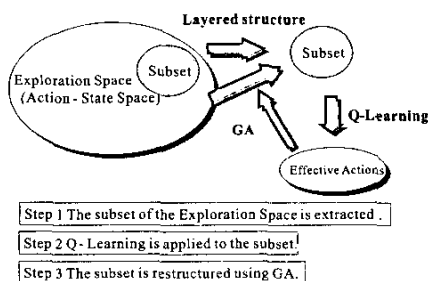 Layered structure
Subset
Subset
Exploration Space
(Action - State Space)
Q-Learning
GA
Effective Actions
Step 1 The subset of the Exploration Space is extracted .
Step 2 Q- Learning is applied to the subset.
Step 3 The subset is restructured using GA.